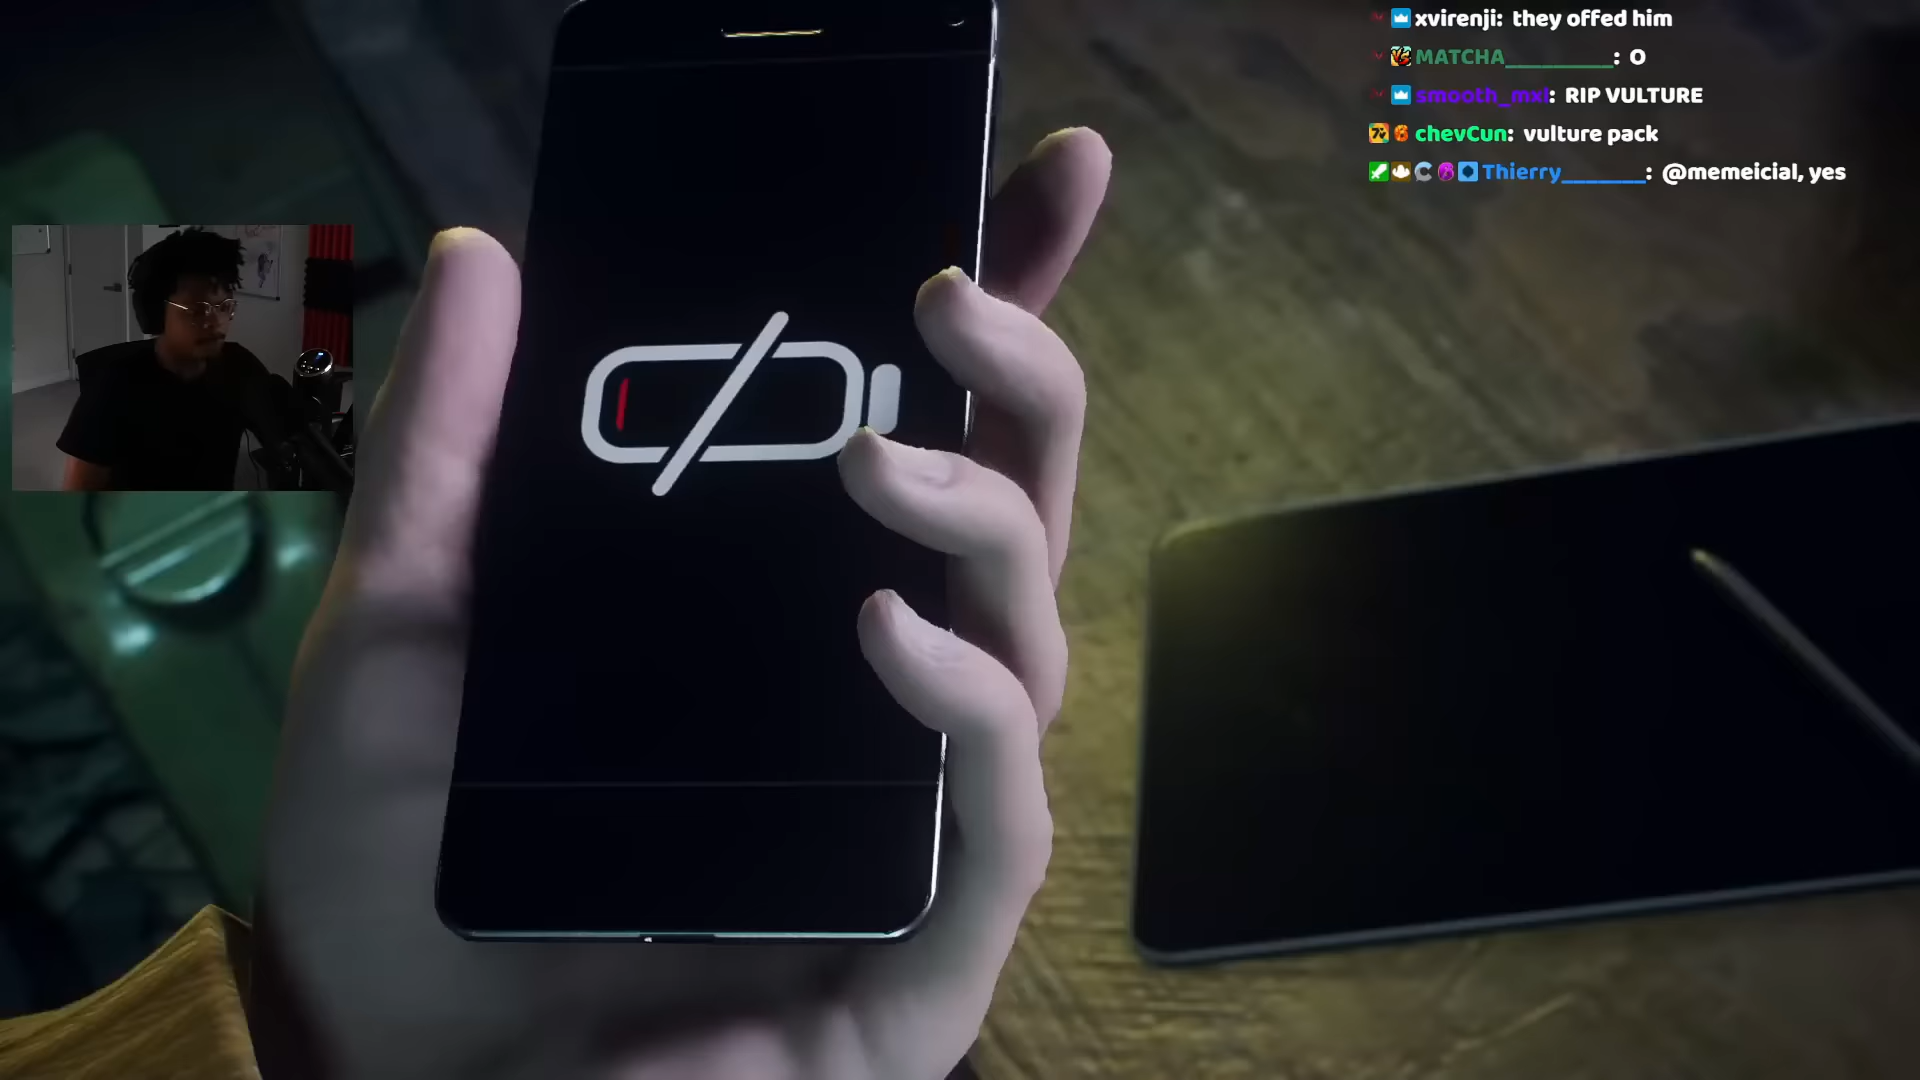 xvirenji: they offed him
MATCHA_________: O
smooth_mxl: RIP VULTURE
chevCun: vulture pack
Thierry_______: @memeicial, yes